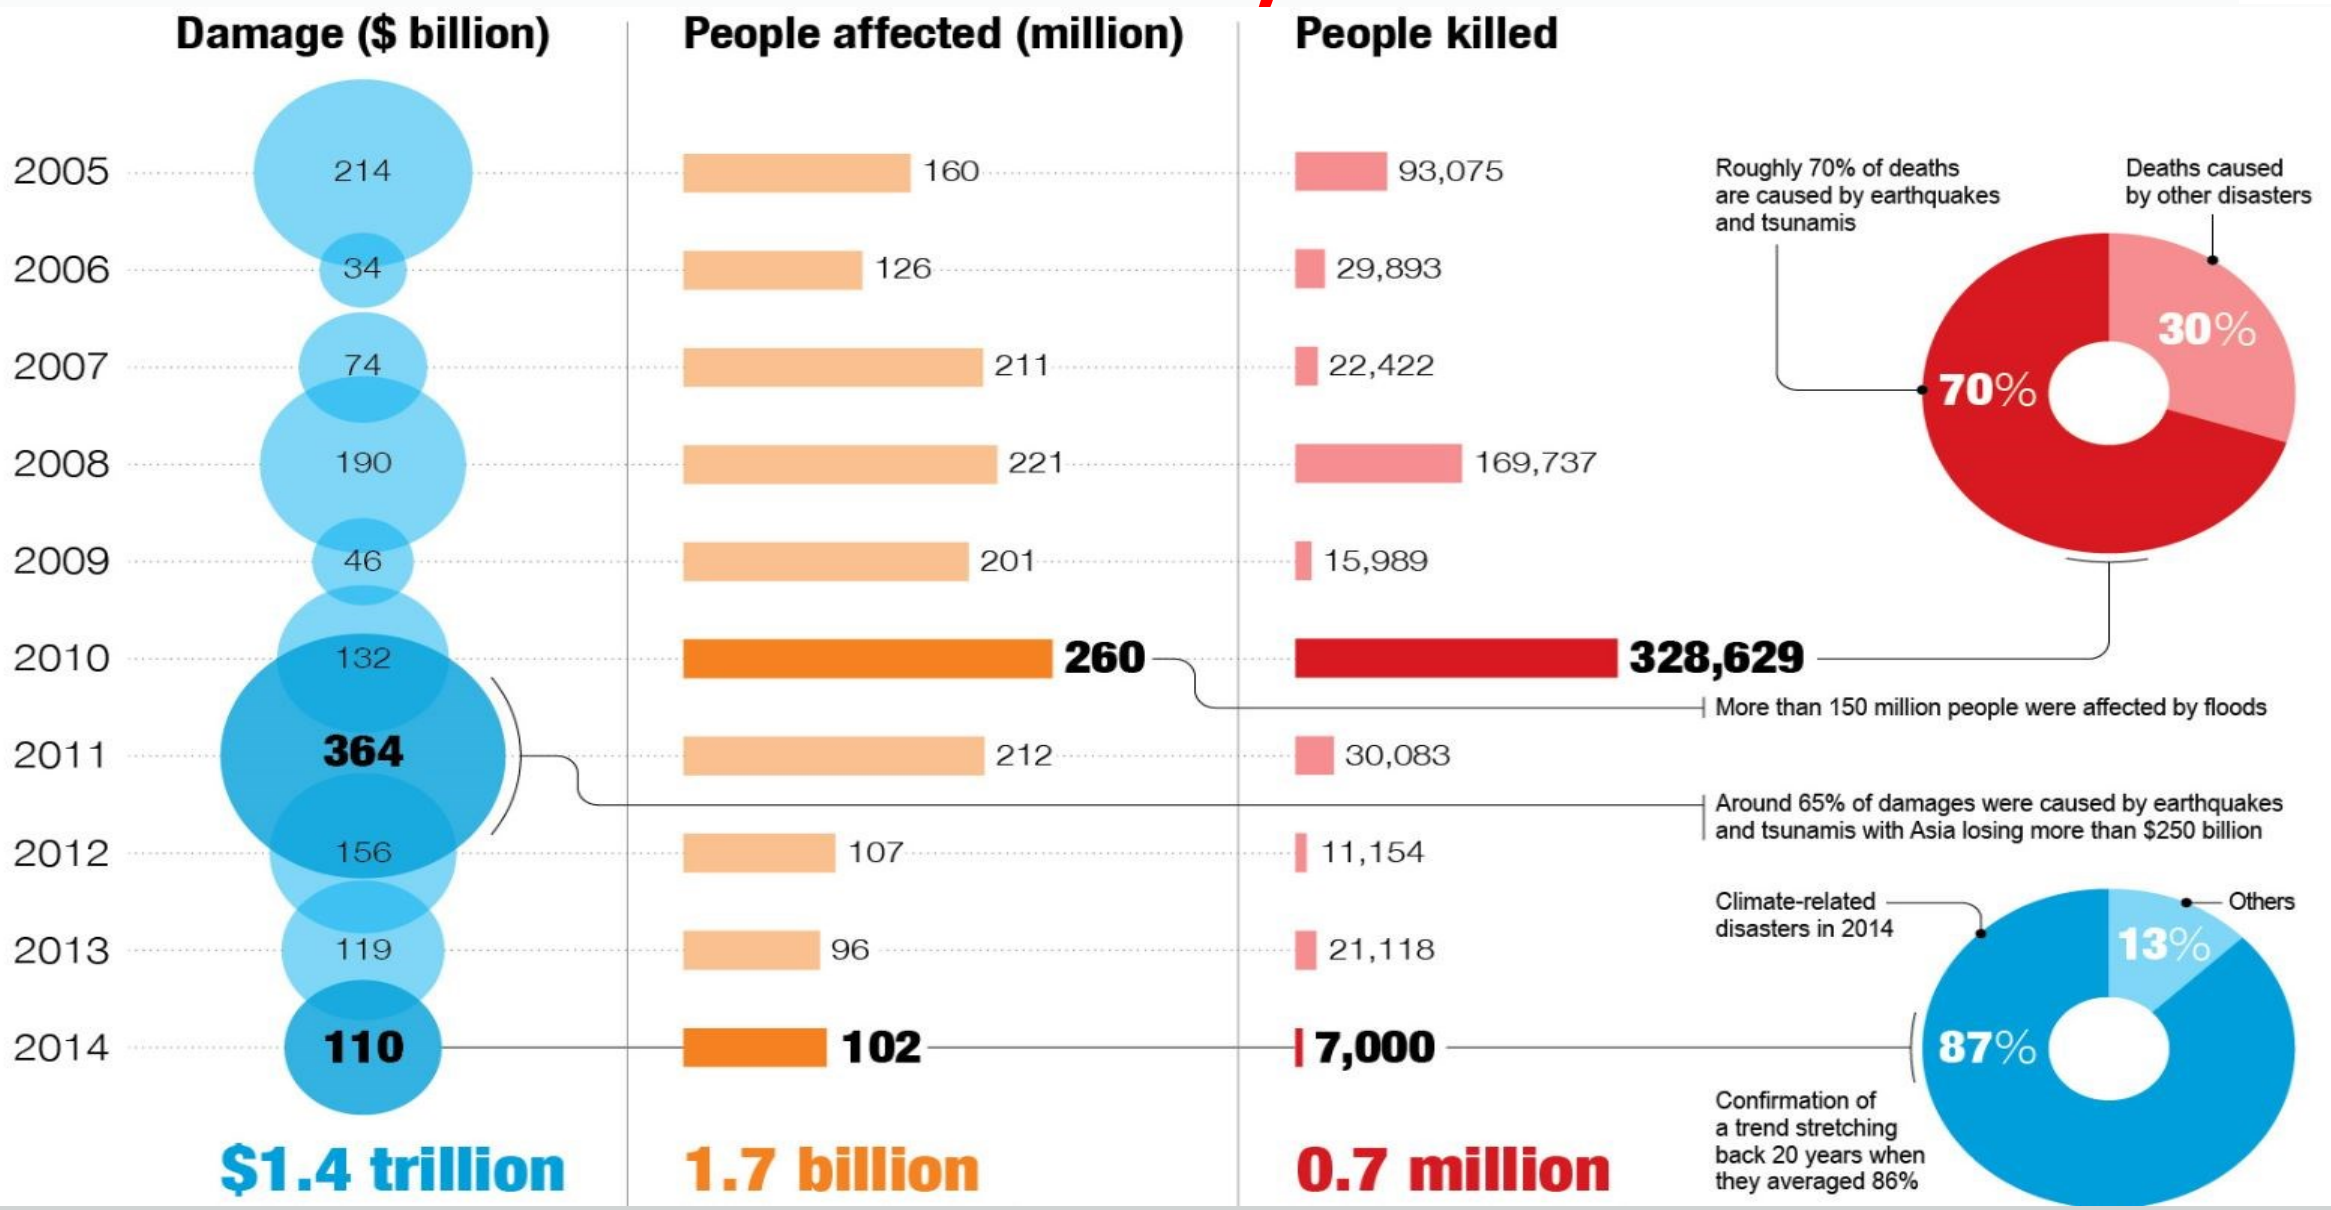 Damage ($ billion)
People affected (million)
People killed
2005 214 160 93,075
2006 34 126 29,893
2007 74 211 22,422
2008 190 221 169,737
2009 46 201 15,989
2010 132 260 328,629
2011 364 212 30,083
2012 156 107 11,154
2013 119 96 21,118
2014 110 102 7,000
$1.4 trillion
1.7 billion
0.7 million
Roughly 70% of deaths
are caused by earthquakes
and tsunamis
Deaths caused
by other disasters
30%
70%
More than 150 million people were affected by floods
Around 65% of damages were caused by earthquakes
and tsunamis with Asia losing more than $250 billion
Climate-related
disasters in 2014
Others
13%
87%
Confirmation of
a trend stretching
back 20 years when
they averaged 86%